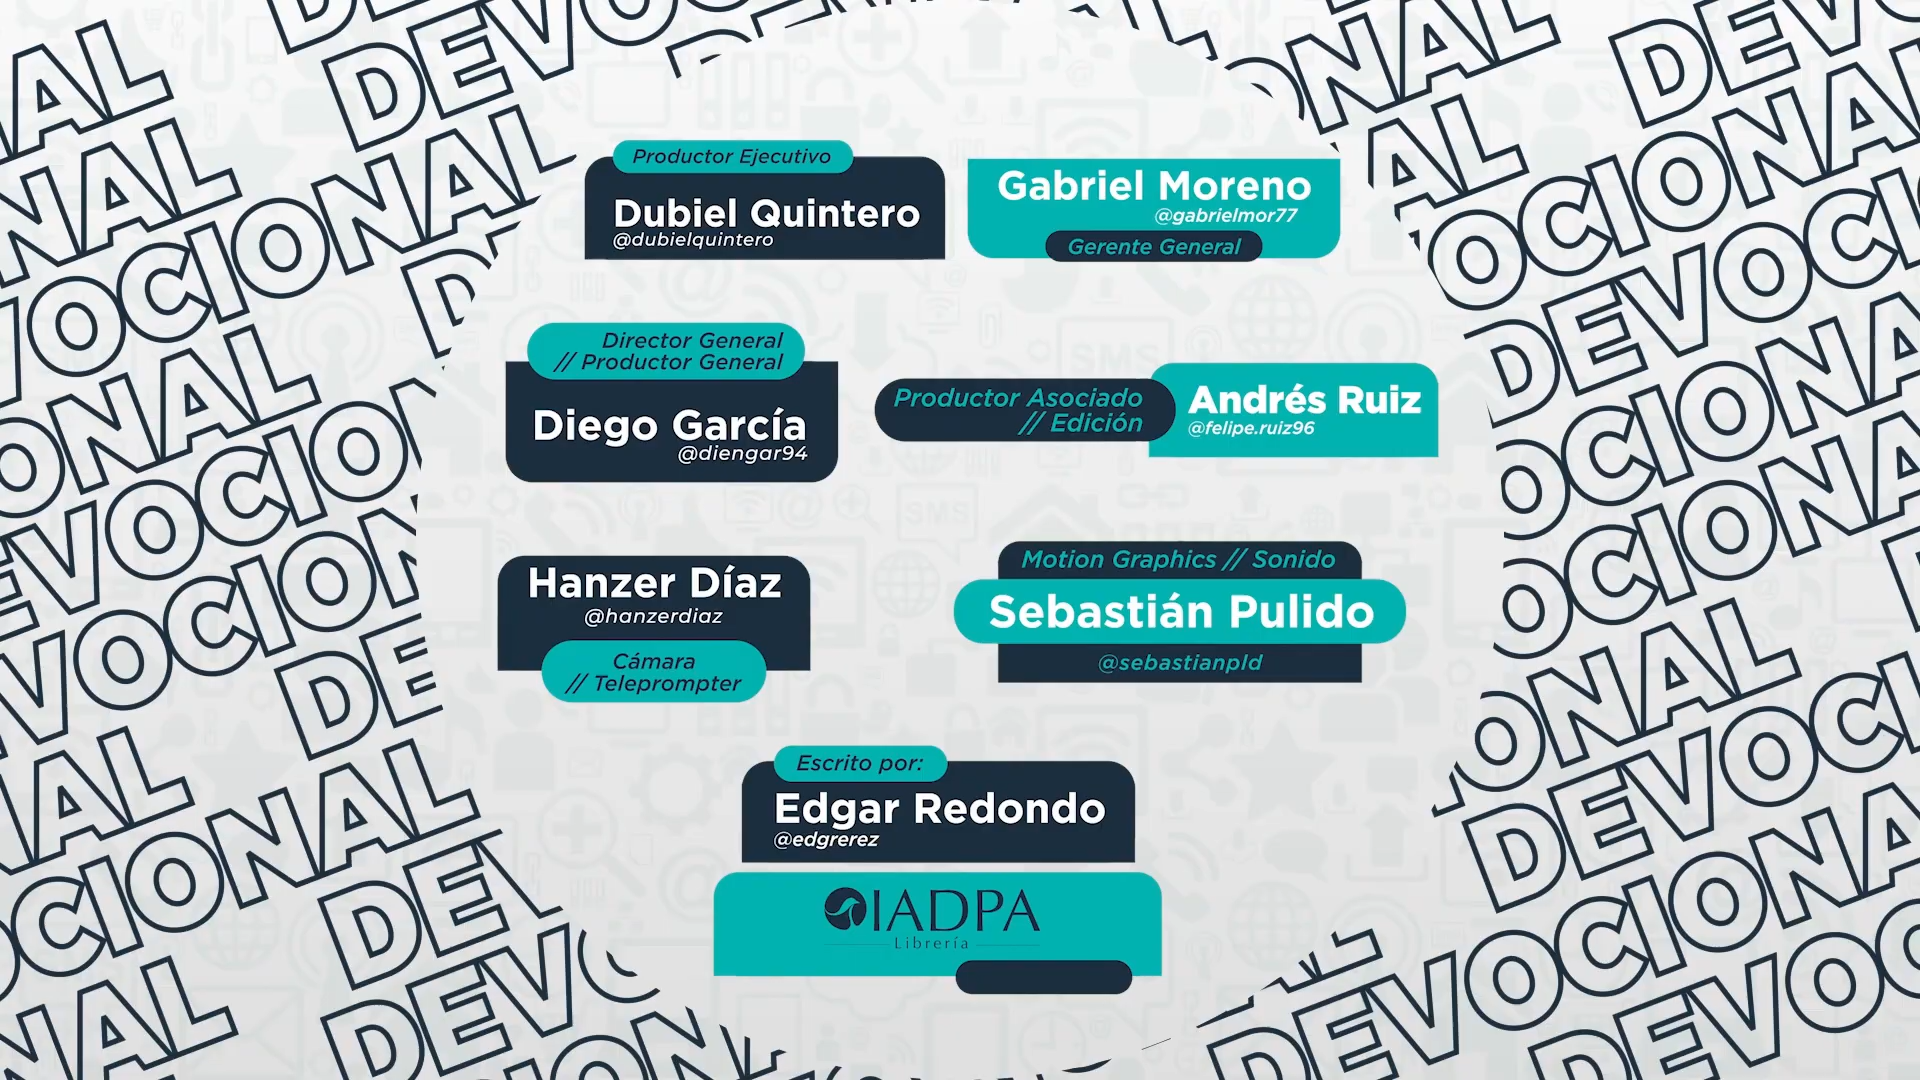 Productor Ejecutivo
Dubiel Quintero
@dubielquintero
Gabriel Moreno
@gabrielmor77
Gerente General
Director General
// Productor General
Diego García
@diengar94
Productor Asociado
// Edición
Andrés Ruiz
@felipe.ruiz96
Hanzer Díaz
@hanzerdiaz
Cámara
// Teleprompter
Motion Graphics // Sonido
Sebastián Pulido
@sebastianpld
Escrito por:
Edgar Redondo
@edgrerez
IADPA
Librería
SMS
SMS
DEVOCIONAL